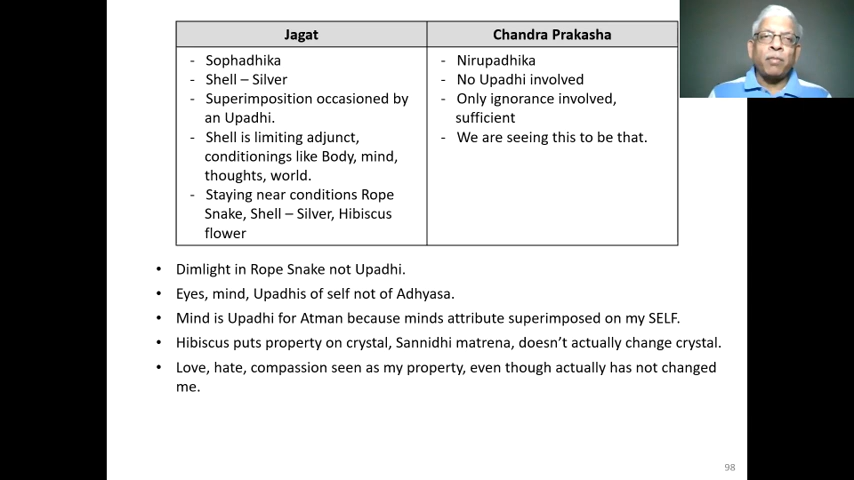 Jagat
Chandra Prakasha
- Sophadhika
- Shell – Silver
- Superimposition occasioned by
an Upadhi.
- Shell is limiting adjunct,
conditionings like Body, mind,
thoughts, world.
- Staying near conditions Rope
Snake, Shell – Silver, Hibiscus
flower
- Nirupadhika
- No Upadhi involved
- Only ignorance involved,
sufficient
- We are seeing this to be that.
• Dimlight in Rope Snake not Upadhi.
• Eyes, mind, Upadhis of self not of Adhyasa.
• Mind is Upadhi for Atman because minds attribute superimposed on my SELF.
• Hibiscus puts property on crystal, Sannidhi matrena, doesn’t actually change crystal.
• Love, hate, compassion seen as my property, even though actually has not changed
me.
98